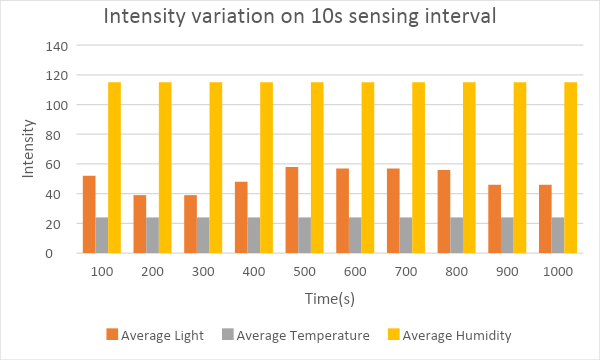 Intensity variation on 10s sensing interval
140
120
100
80
60
40
20
0
Intensity
100 200 300 400 500 600 700 800 900 1000
Time(s)
Average Light Average Temperature Average Humidity